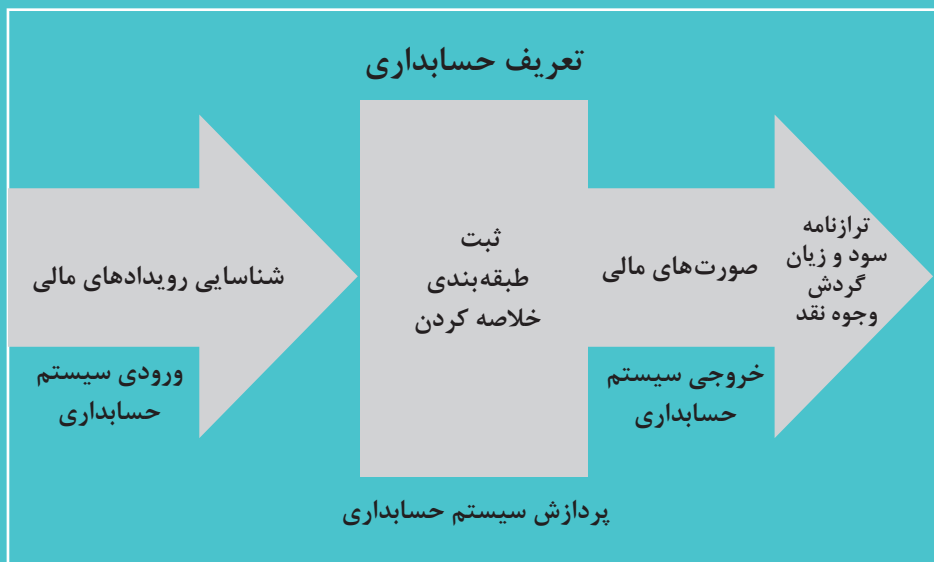 تعریف حسابداری
شناسایی رویدادهای مالی
ورودی سیستم
حسابداری
ثبت
طبقه‌بندی
خلاصه کردن
پردازش سیستم حسابداری
صورت‌های مالی
خروجی سیستم
حسابداری
ترازنامه
سود و زیان
گردش
وجوه نقد